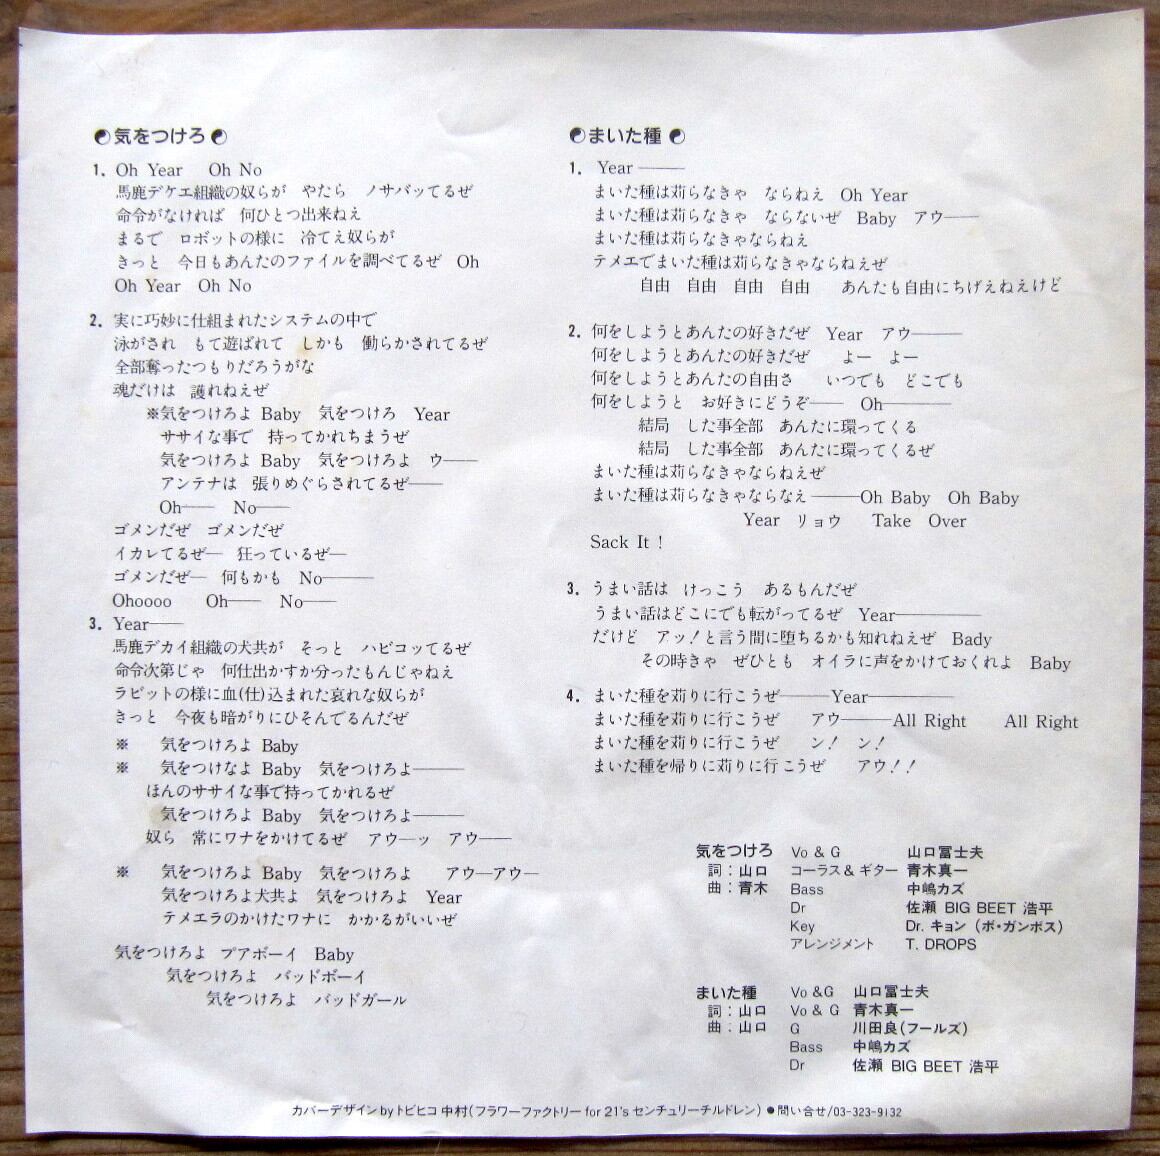 気をつけろ
1. Oh Year Oh No
馬鹿デケエ組織の奴らが やたら ノサバッてるぜ
命令がなければ 何ひとつ出来ねえ
まるで ロボットの様に 冷てえ奴らが
きっと 今日もあんたのファイルを調べてるぜ Oh
Oh Year Oh No
2. 実に巧妙に仕組まれたシステムの中で
泳がされ もて遊ばれて しかも 働らかされてるぜ
全部奪ったつもりだろうがな
魂だけは 護れねえぜ
※気をつけろよ Baby 気をつけろ Year
ササイな事で 持ってかれちまうぜ
気をつけろよ Baby 気をつけろよ ウ——
アンテナは 張りめぐらされてるぜ——
Oh—— No——
ゴメンだぜ ゴメンだぜ
イカレてるぜ— 狂っているぜ—
ゴメンだぜ— 何もかも No———
Ohoooo Oh—— No——
3. Year——
馬鹿デカイ組織の犬共が そっと ハビコッてるぜ
命令次第じゃ 何仕出かすか分ったもんじゃねえ
ラビットの様に血(仕)込まれた哀れな奴らが
きっと 今夜も暗がりにひそんでるんだぜ
※ 気をつけろよ Baby
※ 気をつけなよ Baby 気をつけろよ———
ほんのササイな事で持ってかれるぜ
気をつけろよ Baby 気をつけろよ———
奴ら 常にワナをかけてるぜ アウ—ッ アウ——
※ 気をつけろよ Baby 気をつけろよ アウ—アウ—
気をつけろよ犬共よ 気をつけろよ Year
テメエラのかけたワナに かかるがいいぜ
気をつけろよ プアボーイ Baby
気をつけろよ バッドボーイ
気をつけろよ バッドガール
まいた種
1. Year———
まいた種は苅らなきゃ ならねえ Oh Year
まいた種は苅らなきゃ ならないぜ Baby アウ——
まいた種は苅らなきゃならねえ
テメエでまいた種は苅らなきゃならねえぜ
自由 自由 自由 自由 あんたも自由にちげえねえけど
2. 何をしようとあんたの好きだぜ Year アウ———
何をしようとあんたの好きだぜ よー よー
何をしようとあんたの自由さ いつでも どこでも
何をしようと お好きにどうぞ—— Oh————
結局 した事全部 あんたに環ってくる
結局 した事全部 あんたに環ってくるぜ
まいた種は苅らなきゃならねえぜ
まいた種は苅らなきゃならなえ———Oh Baby Oh Baby
Year リョウ Take Over
Sack It !
3. うまい話は けっこう あるもんだぜ
うまい話はどこにでも転がってるぜ Year————
だけど アッ!と言う間に堕ちるかも知れねえぜ Bady
その時きゃ ぜひとも オイラに声をかけておくれよ Baby
4. まいた種を苅りに行こうぜ———Year————
まいた種を苅りに行こうぜ アウ———All Right All Right
まいた種を苅りに行こうぜ ン! ン!
まいた種を帰りに苅りに行こうぜ アウ!!
気をつけろ Vo & G 山口冨士夫
詞：山口 コーラス & ギター 青木真一
曲：青木 Bass 中嶋カズ
Dr 佐瀬 BIG BEET 浩平
Key Dr. キョン (ボ・ガンボス)
アレンジメント T. DROPS
まいた種 Vo & G 山口冨士夫
詞：山口 Vo & G 青木真一
曲：山口 G 川田良(フールズ)
Bass 中嶋カズ
Dr 佐瀬 BIG BEET 浩平
カバーデザイン by トビヒコ 中村(フラワーファクトリー for 21's センチュリーチルドレン) ●問い合せ/03-323-9132